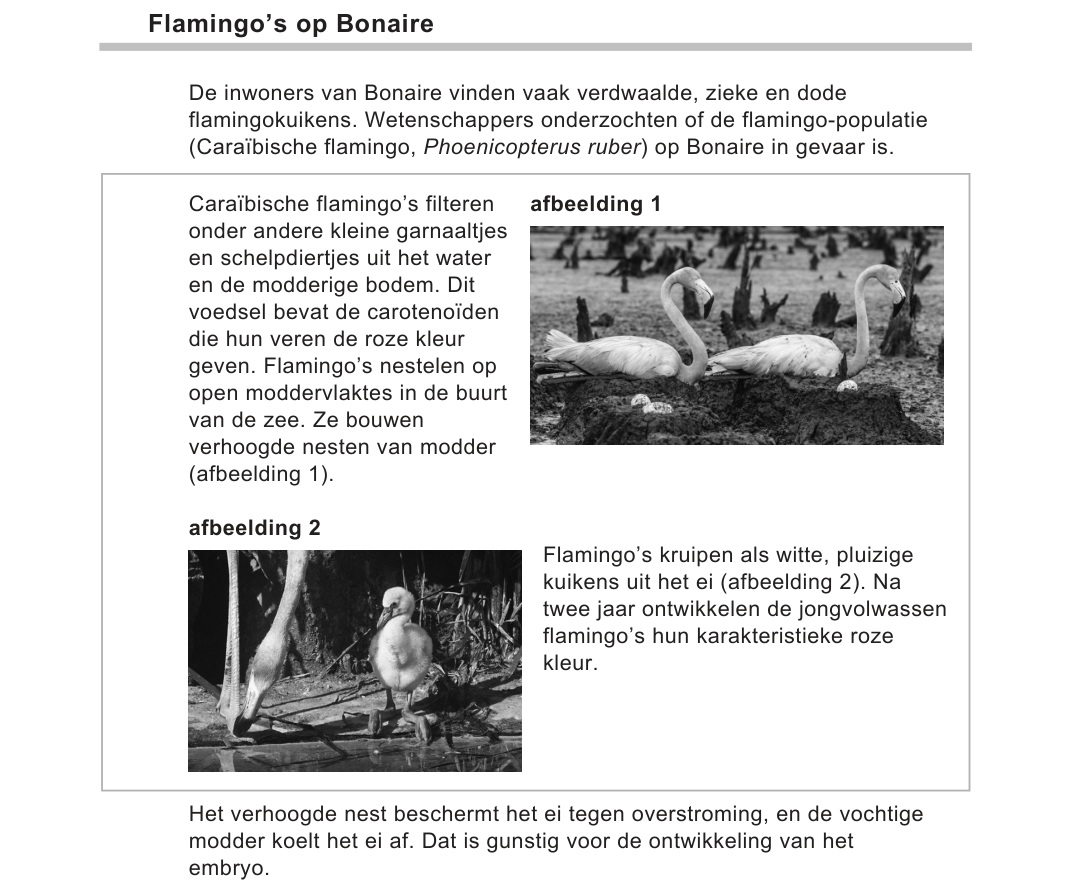 Flamingo’s op Bonaire
De inwoners van Bonaire vinden vaak verdwaalde, zieke en dode
flamingokuikens. Wetenschappers onderzochten of de flamingo-populatie
(Caraïbische flamingo, Phoenicopterus ruber) op Bonaire in gevaar is.
Caraïbische flamingo’s filteren
onder andere kleine garnaaltjes
en schelpdiertjes uit het water
en de modderige bodem. Dit
voedsel bevat de carotenoïden
die hun veren de roze kleur
geven. Flamingo’s nestelen op
open moddervlaktes in de buurt
van de zee. Ze bouwen
verhoogde nesten van modder
(afbeelding 1).
afbeelding 1
afbeelding 2
Flamingo’s kruipen als witte, pluizige
kuikens uit het ei (afbeelding 2). Na
twee jaar ontwikkelen de jongvolwassen
flamingo’s hun karakteristieke roze
kleur.
Het verhoogde nest beschermt het ei tegen overstroming, en de vochtige
modder koelt het ei af. Dat is gunstig voor de ontwikkeling van het
embryo.